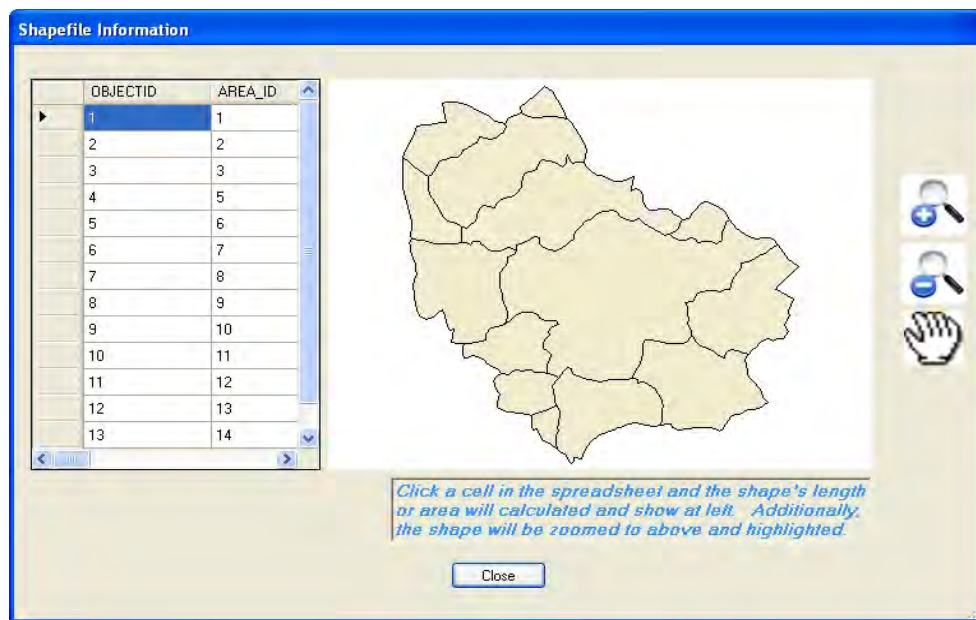 Shapefile Information
OBJECTID AREA_ID
1 1
2 2
3 3
4 5
5 6
6 7
7 8
8 9
9 10
10 11
11 12
12 13
13 14
Click a cell in the spreadsheet and the shape's length
or area will calculated and show at left. Additionally,
the shape will be zoomed to above and highlighted.
Close